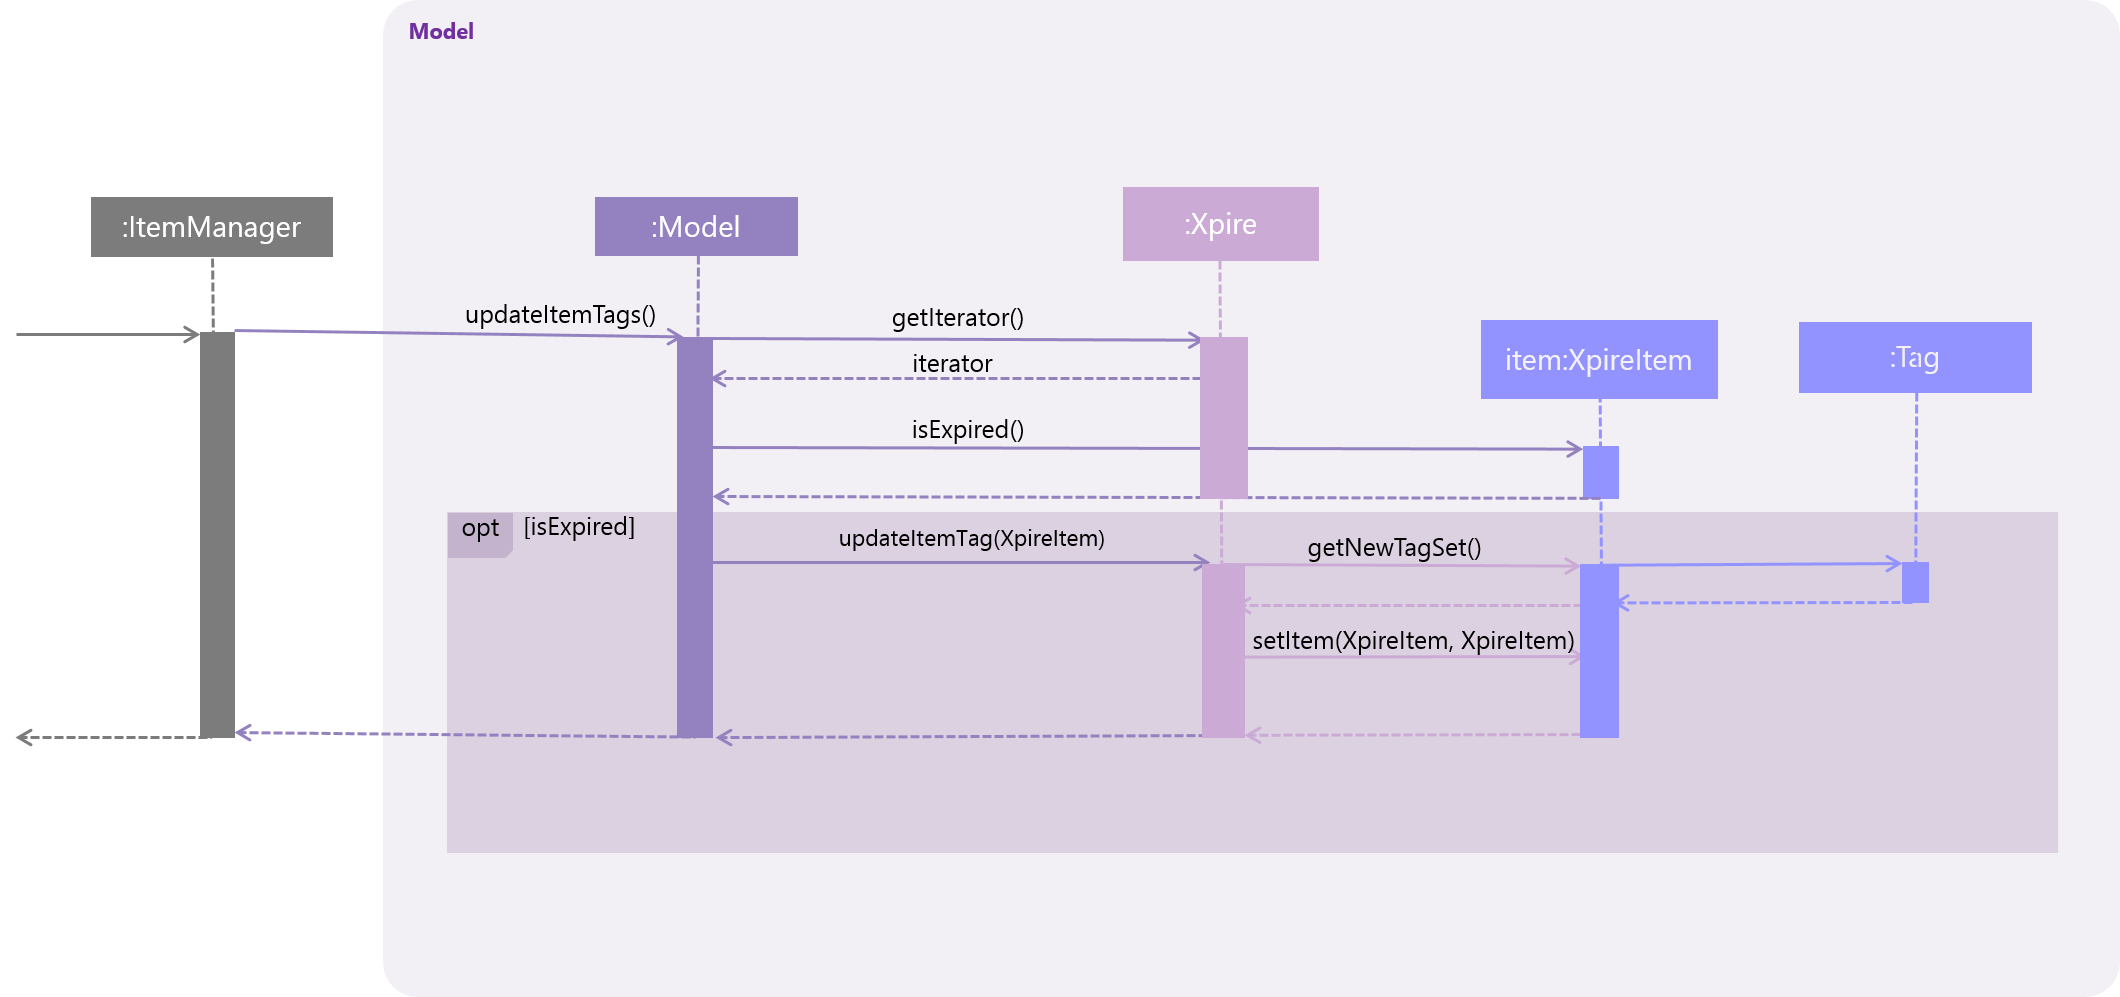 Model
:ItemManager
:Model
:Xpire
updateItemTags()
getIterator()
iterator
item:XpireItem
:Tag
isExpired()
opt
[isExpired]
updateItemTag(XpireItem)
getNewTagSet()
setItem(XpireItem, XpireItem)